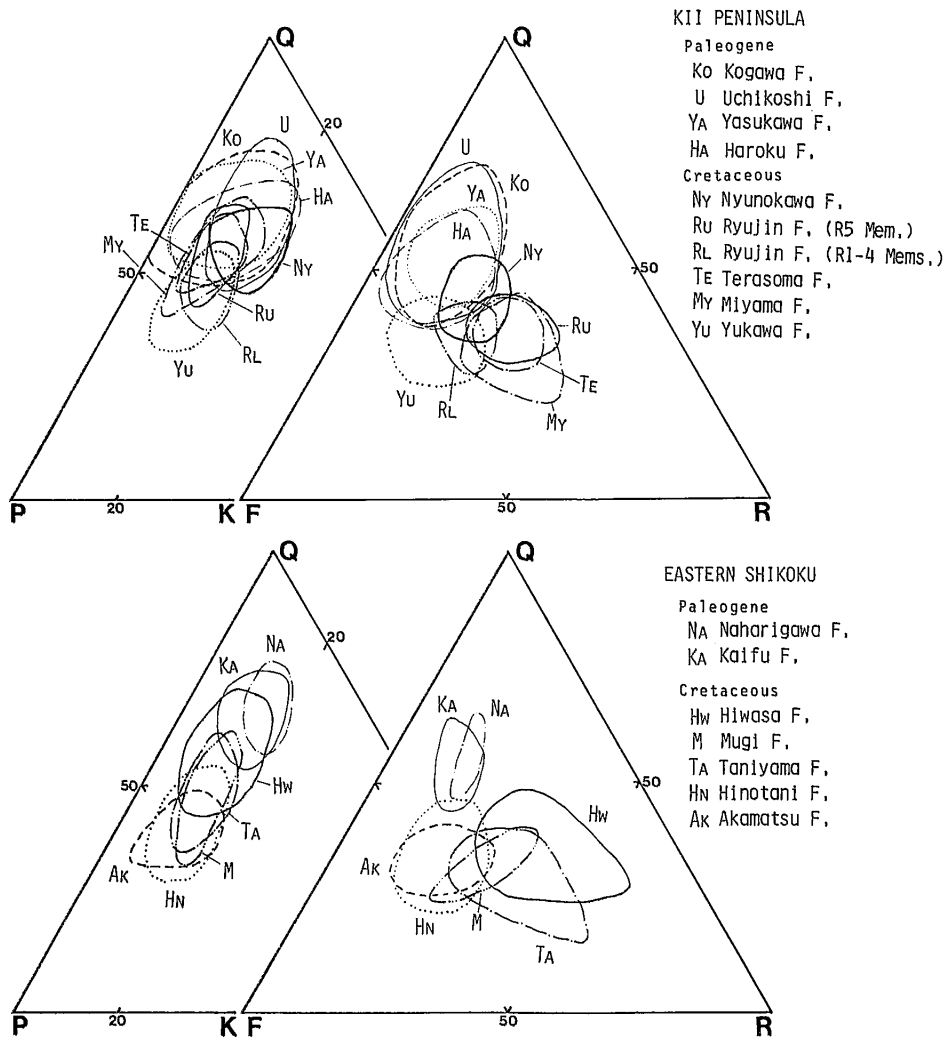 KII PENINSULA
Paleogene
Ko Kogawa F.
U Uchikoshi F.
YA Yasukawa F.
HA Haroku F.
Cretaceous
NY Nyunokawa F.
RU Ryujin F. (R5 Mem.)
RL Ryujin F. (R1-4 Mems.)
TE Terasoma F.
MY Miyama F.
YU Yukawa F.
Q
20
U
Ko
YA
HA
TE
MY
50
NY
RU
RL
YU
P
20
K
Q
U
Ko
YA
HA
NY
50
RU
TE
YU
RL
MY
F
50
R
EASTERN SHIKOKU
Paleogene
NA Naharigawa F.
KA Kaifu F.
Cretaceous
HW Hiwasa F.
M Mugi F.
TA Taniyama F.
HN Hinotani F.
AK Akamatsu F.
Q
20
NA
KA
50
HW
TA
AK
M
HN
P
20
K
Q
KA
NA
50
HW
AK
HN
M
TA
F
50
R